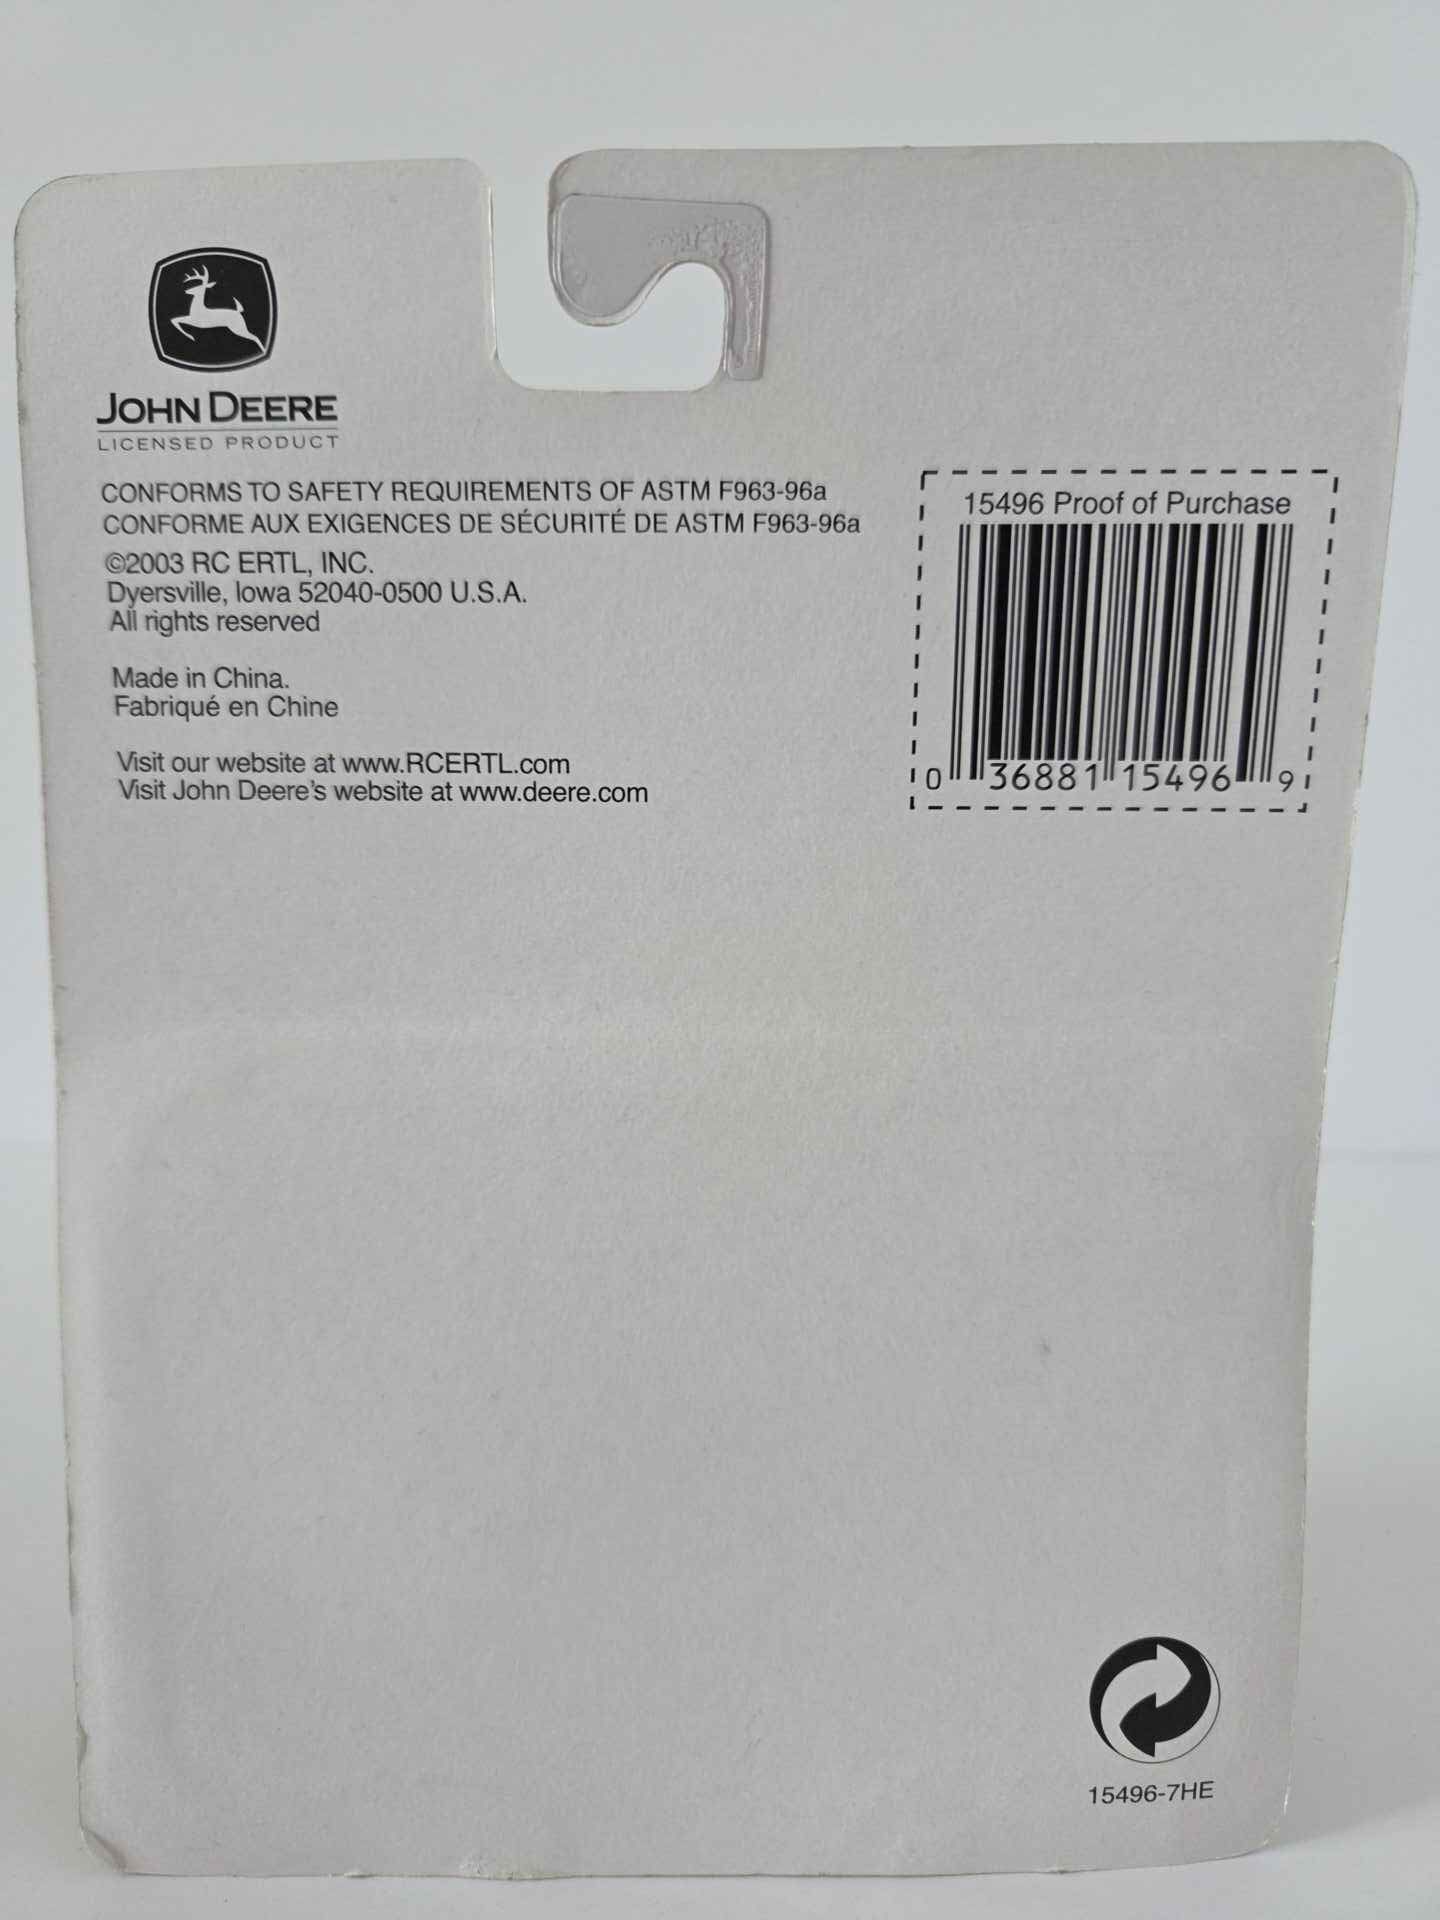 JOHN DEERE
LICENSED PRODUCT
CONFORMS TO SAFETY REQUIREMENTS OF ASTM F963-96a
CONFORME AUX EXIGENCES DE SÉCURITÉ DE ASTM F963-96a
©2003 RC ERTL, INC.
Dyersville, Iowa 52040-0500 U.S.A.
All rights reserved
Made in China.
Fabriqué en Chine
Visit our website at www.RCERTL.com
Visit John Deere's website at www.deere.com
15496 Proof of Purchase
0 36881 15496 9
15496-7HE